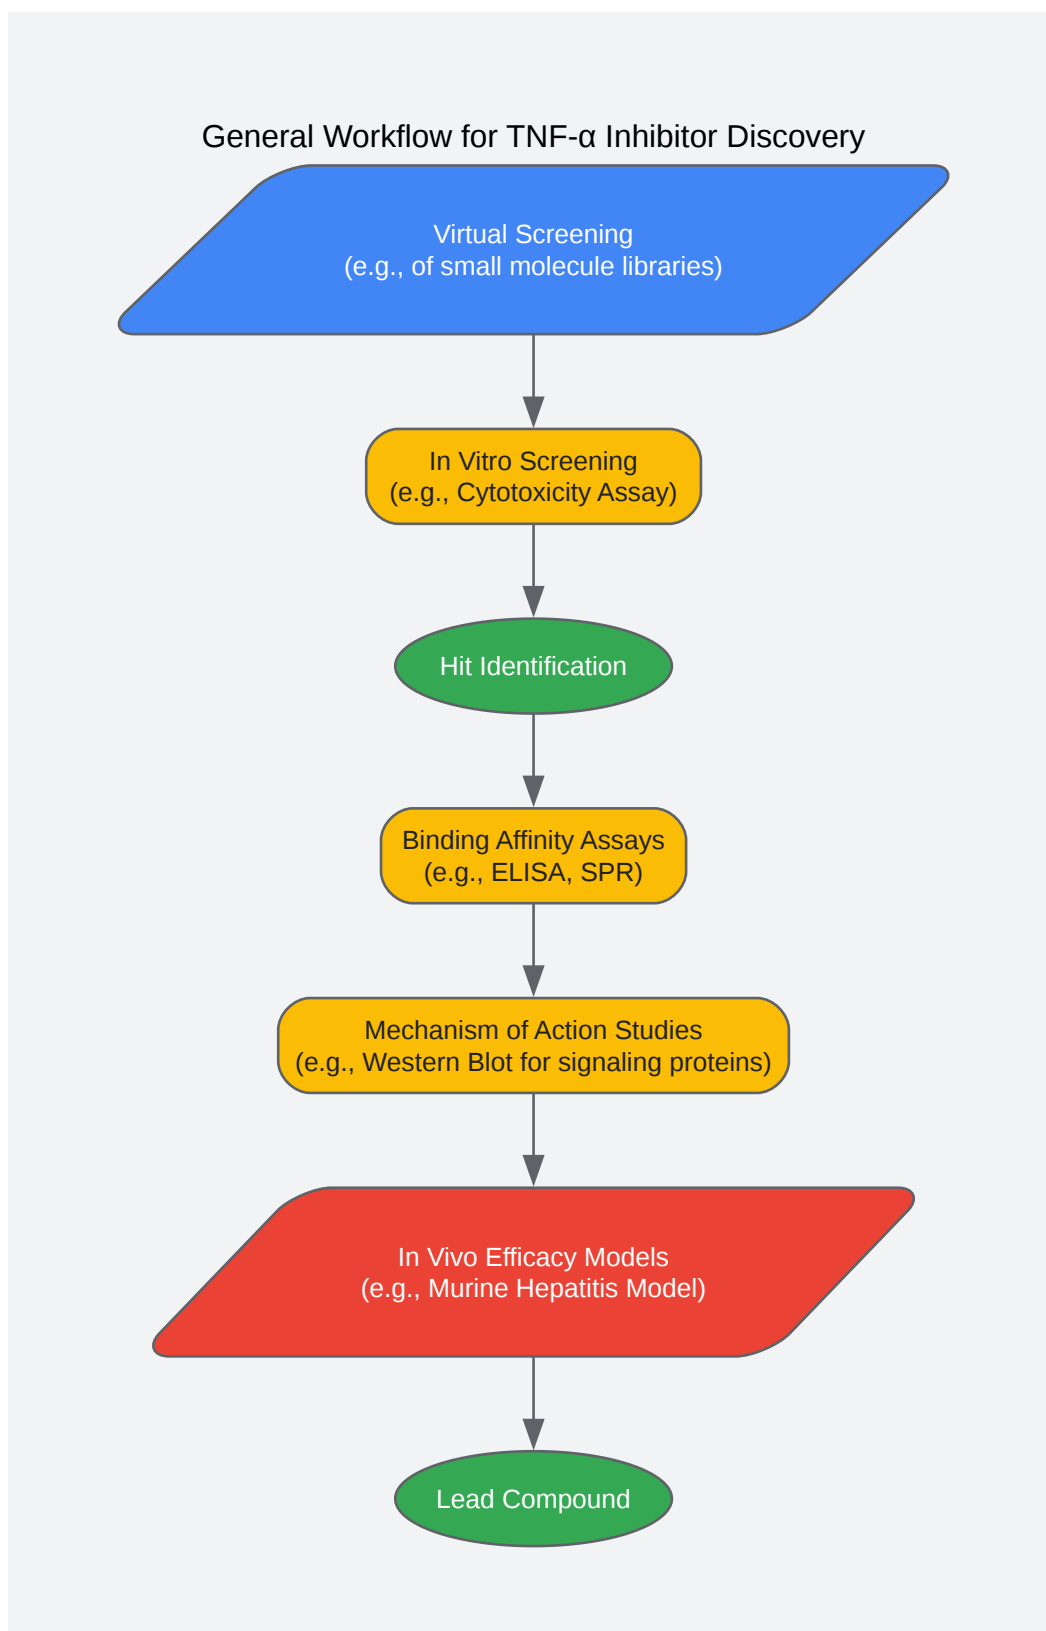 General Workflow for TNF-α Inhibitor Discovery
Virtual Screening
(e.g., of small molecule libraries)
In Vitro Screening
(e.g., Cytotoxicity Assay)
Hit Identification
Binding Affinity Assays
(e.g., ELISA, SPR)
Mechanism of Action Studies
(e.g., Western Blot for signaling proteins)
In Vivo Efficacy Models
(e.g., Murine Hepatitis Model)
Lead Compound